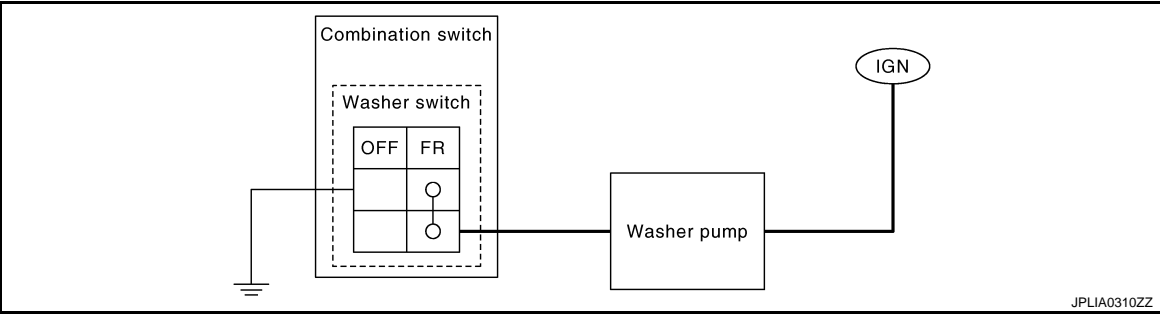 Combination switch
IGN
Washer switch
OFF FR
Washer pump
JPLIA0310ZZ